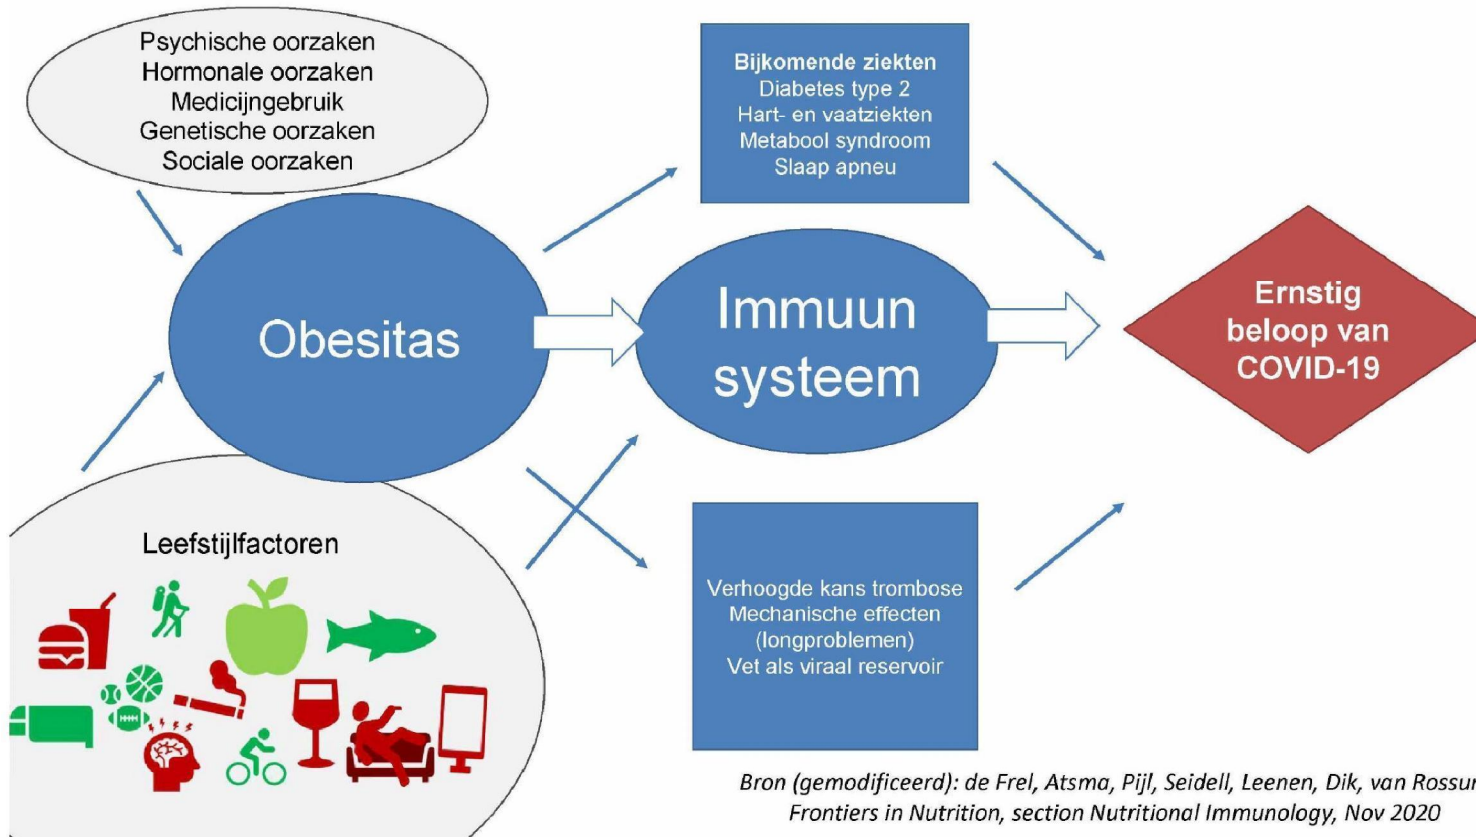 Psychische oorzaken
Hormonale oorzaken
Medicijngebruik
Genetische oorzaken
Sociale oorzaken
Bijkomende ziekten
Diabetes type 2
Hart- en vaatziekten
Metabool syndroom
Slaap apneu
Obesitas
Immuun
systeem
Ernstig
beloop van
COVID-19
Leefstijlfactoren
Verhoogde kans trombose
Mechanische effecten
(longproblemen)
Vet als viraal reservoir
Bron (gemodificeerd): de Frel, Atsma, Pijl, Seidell, Leenen, Dik, van
Frontiers in Nutrition, section Nutritional Immunology, Nov 2020